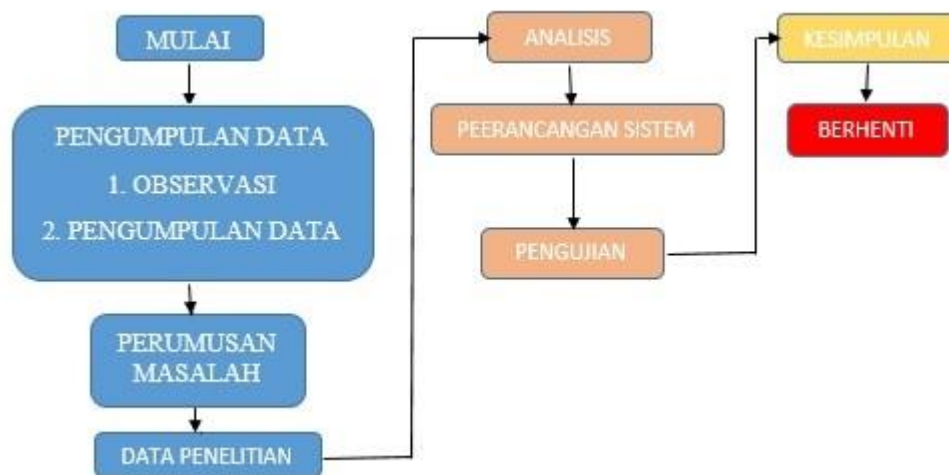 MULAI
PENGUMPULAN DATA
1. OBSERVASI
2. PENGUMPULAN DATA
PERUMUSAN
MASALAH
DATA PENELITIAN
ANALISIS
PEERANCANGAN SISTEM
PENGUJIAN
KESIMPULAN
BERHENTI